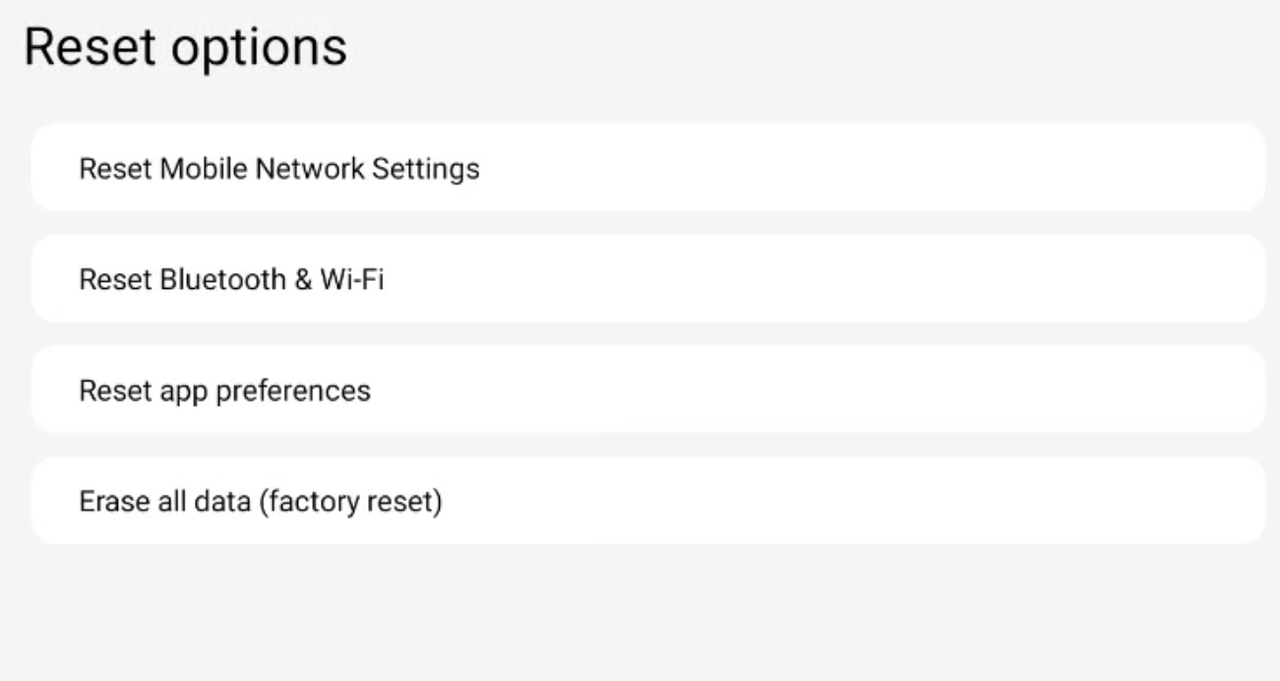 Reset options
Reset Mobile Network Settings
Reset Bluetooth & Wi-Fi
Reset app preferences
Erase all data (factory reset)